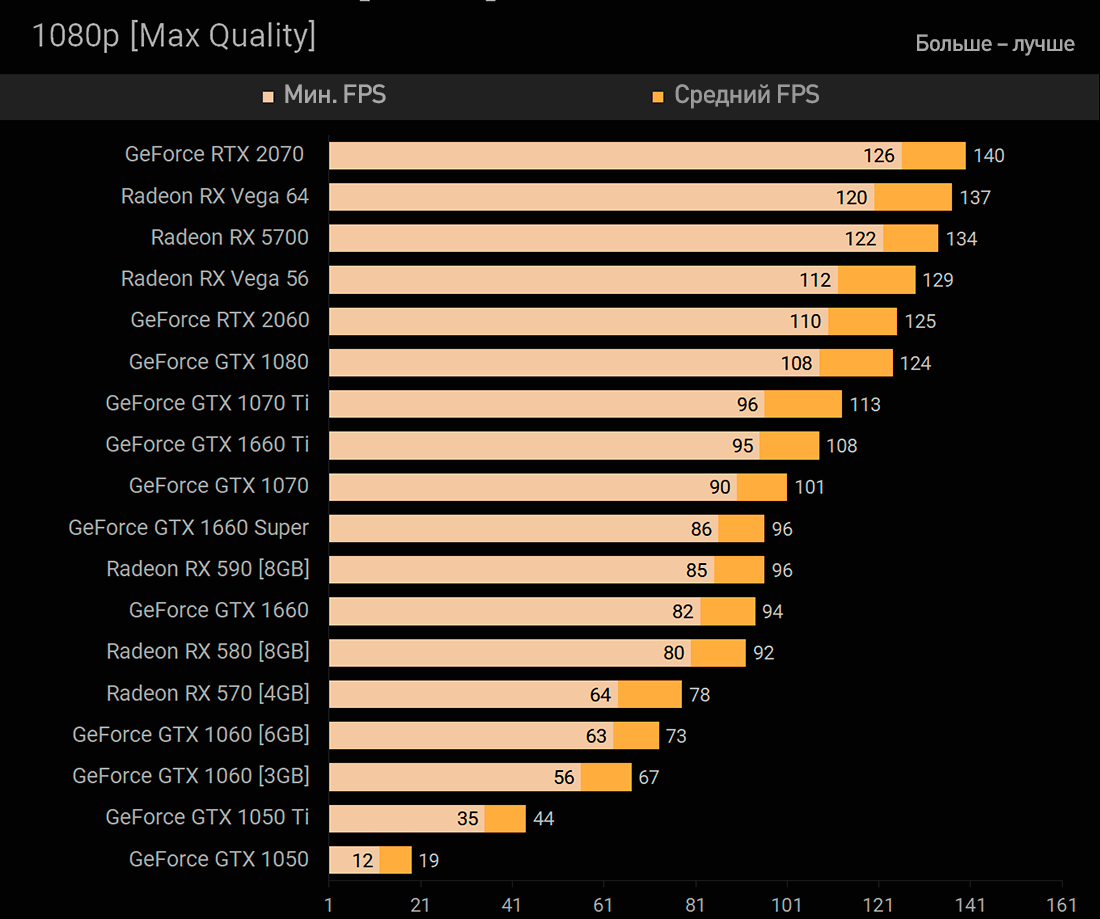 1080p [Max Quality]
Больше – лучше
Мин. FPS Средний FPS
GeForce RTX 2070 126 140
Radeon RX Vega 64 120 137
Radeon RX 5700 122 134
Radeon RX Vega 56 112 129
GeForce RTX 2060 110 125
GeForce GTX 1080 108 124
GeForce GTX 1070 Ti 96 113
GeForce GTX 1660 Ti 95 108
GeForce GTX 1070 90 101
GeForce GTX 1660 Super 86 96
Radeon RX 590 [8GB] 85 96
GeForce GTX 1660 82 94
Radeon RX 580 [8GB] 80 92
Radeon RX 570 [4GB] 64 78
GeForce GTX 1060 [6GB] 63 73
GeForce GTX 1060 [3GB] 56 67
GeForce GTX 1050 Ti 35 44
GeForce GTX 1050 12 19
1 21 41 61 81 101 121 141 161